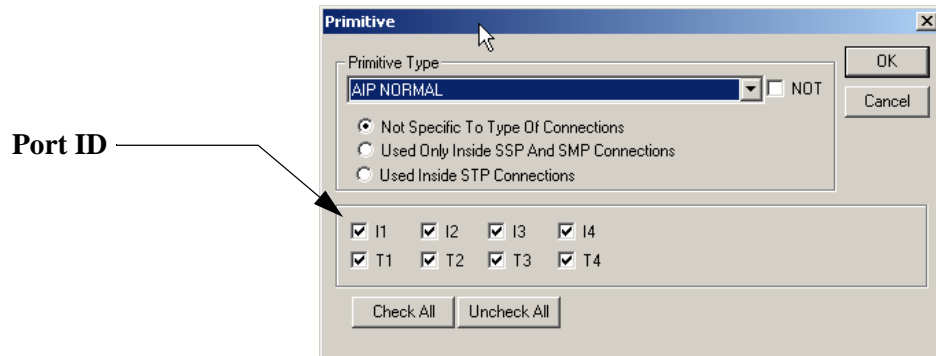 Primitive
Primitive Type
AIP NORMAL
NOT
OK
Cancel
Not Specific To Type Of Connections
Used Only Inside SSP And SMP Connections
Used Inside STP Connections
Port ID
I1 I2 I3 I4
T1 T2 T3 T4
Check All Uncheck All